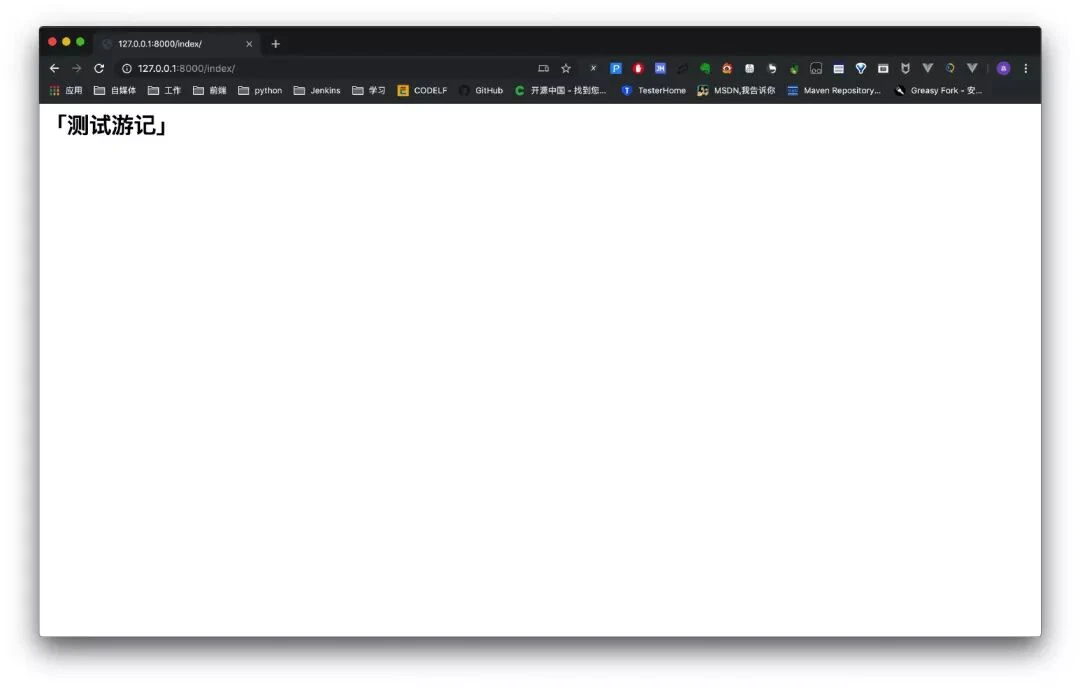 127.0.0.1:8000/index/
127.0.0.1:8000/index/
应用 自媒体 工作 前端 python Jenkins 学习 CODELF GitHub 开源中国 - 找到您... TesterHome MSDN,我告诉你 Maven Repository... Greasy Fork - 安...
「测试游记」